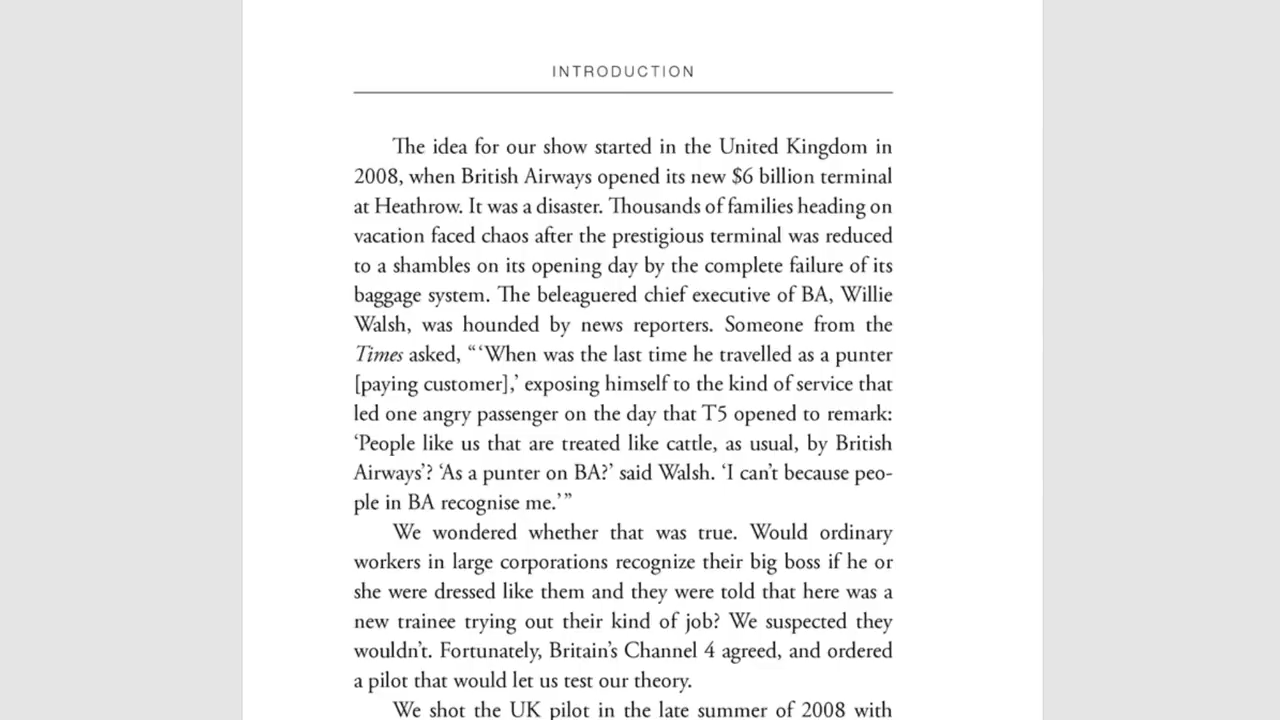 INTRODUCTION
The idea for our show started in the United Kingdom in
2008, when British Airways opened its new $6 billion terminal
at Heathrow. It was a disaster. Thousands of families heading on
vacation faced chaos after the prestigious terminal was reduced
to a shambles on its opening day by the complete failure of its
baggage system. The beleaguered chief executive of BA, Willie
Walsh, was hounded by news reporters. Someone from the
Times asked, “‘When was the last time he travelled as a punter
[paying customer],’ exposing himself to the kind of service that
led one angry passenger on the day that T5 opened to remark:
‘People like us that are treated like cattle, as usual, by British
Airways’? ‘As a punter on BA?’ said Walsh. ‘I can’t because peo-
ple in BA recognise me.’”
We wondered whether that was true. Would ordinary
workers in large corporations recognize their big boss if he or
she were dressed like them and they were told that here was a
new trainee trying out their kind of job? We suspected they
wouldn’t. Fortunately, Britain’s Channel 4 agreed, and ordered
a pilot that would let us test our theory.
We shot the UK pilot in the late summer of 2008 with